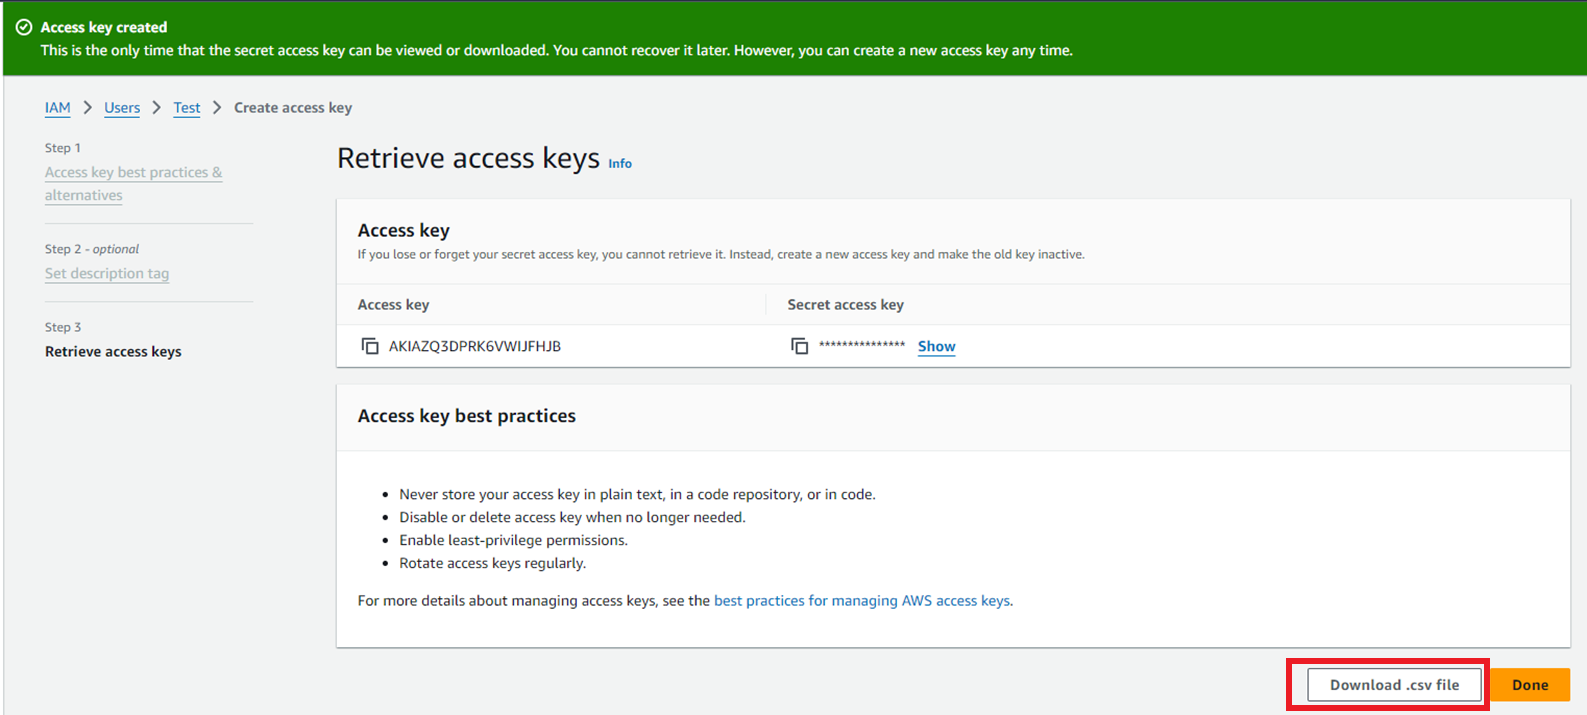 Access key created
This is the only time that the secret access key can be viewed or downloaded. You cannot recover it later. However, you can create a new access key any time.
IAM > Users > Test > Create access key
Step 1
Access key best practices &
alternatives
Step 2 - optional
Set description tag
Step 3
Retrieve access keys
Retrieve access keys Info
Access key
If you lose or forget your secret access key, you cannot retrieve it. Instead, create a new access key and make the old key inactive.
Access key Secret access key
AKIAZQ3DPRK6VWIJFHJB *************** Show
Access key best practices
• Never store your access key in plain text, in a code repository, or in code.
• Disable or delete access key when no longer needed.
• Enable least-privilege permissions.
• Rotate access keys regularly.
For more details about managing access keys, see the best practices for managing AWS access keys.
Download .csv file Done